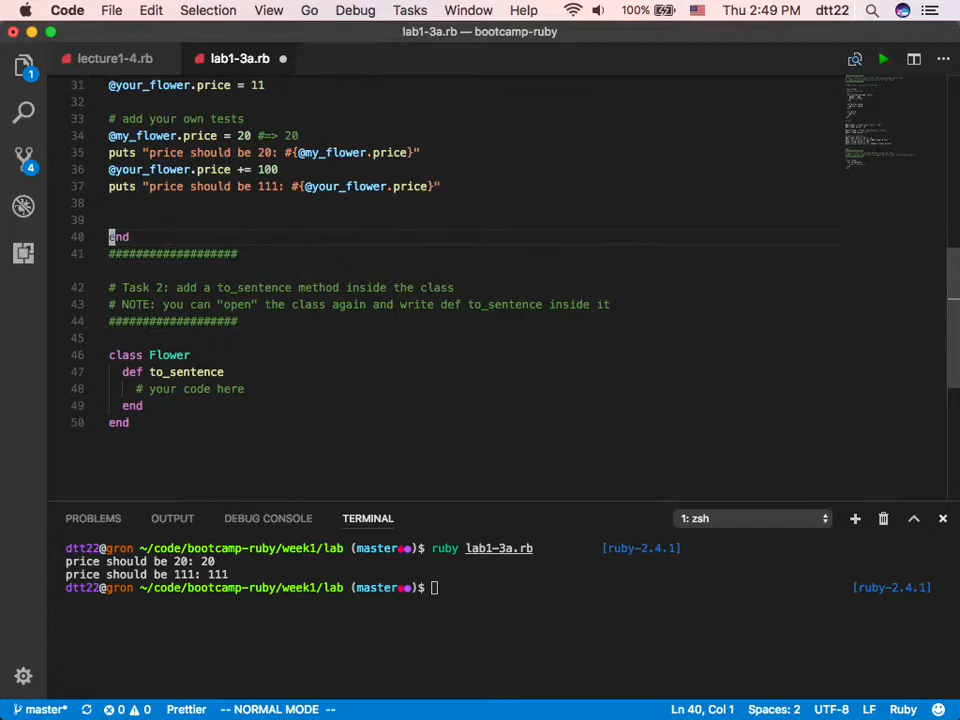 Code File Edit Selection View Go Debug Tasks Window Help 100% Thu 2:49 PM dtt22
lab1-3a.rb — bootcamp-ruby
lecture1-4.rb lab1-3a.rb
1
4
31 @your_flower.price = 11
32
33 # add your own tests
34 @my_flower.price = 20 #=> 20
35 puts "price should be 20: #{@my_flower.price}"
36 @your_flower.price += 100
37 puts "price should be 111: #{@your_flower.price}"
38
39
40 end
41 ###################
42 # Task 2: add a to_sentence method inside the class
43 # NOTE: you can "open" the class again and write def to_sentence inside it
44 ###################
45
46 class Flower
47 def to_sentence
48 # your code here
49 end
50 end
PROBLEMS OUTPUT DEBUG CONSOLE TERMINAL 1: zsh
dtt22@gron ~/code/bootcamp-ruby/week1/lab (master●●)$ ruby lab1-3a.rb [ruby-2.4.1]
price should be 20: 20
price should be 111: 111
dtt22@gron ~/code/bootcamp-ruby/week1/lab (master●●)$ [ruby-2.4.1]
master* 0 0 Prettier -- NORMAL MODE -- Ln 40, Col 1 Spaces: 2 UTF-8 LF Ruby